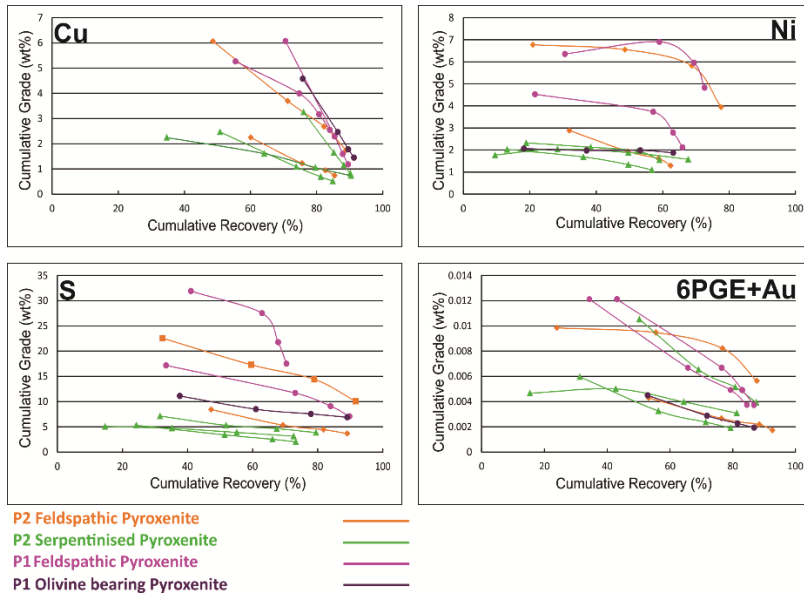 Cu
Cumulative Grade (wt%)
7
6
5
4
3
2
1
0
0 20 40 60 80 100
Cumulative Recovery (%)
Ni
Cumulative Grade (wt%)
8
7
6
5
4
3
2
1
0
0 20 40 60 80 100
Cumulative Recovery (%)
S
Cumulative Grade (wt%)
35
30
25
20
15
10
5
0
0 20 40 60 80 100
Cumulative Recovery (%)
6PGE+Au
Cumulative Grade (wt%)
0.014
0.012
0.01
0.008
0.006
0.004
0.002
0
0 20 40 60 80 100
Cumulative Recovery (%)
P2 Feldspathic Pyroxenite
P2 Serpentinised Pyroxenite
P1 Feldspathic Pyroxenite
P1 Olivine bearing Pyroxenite